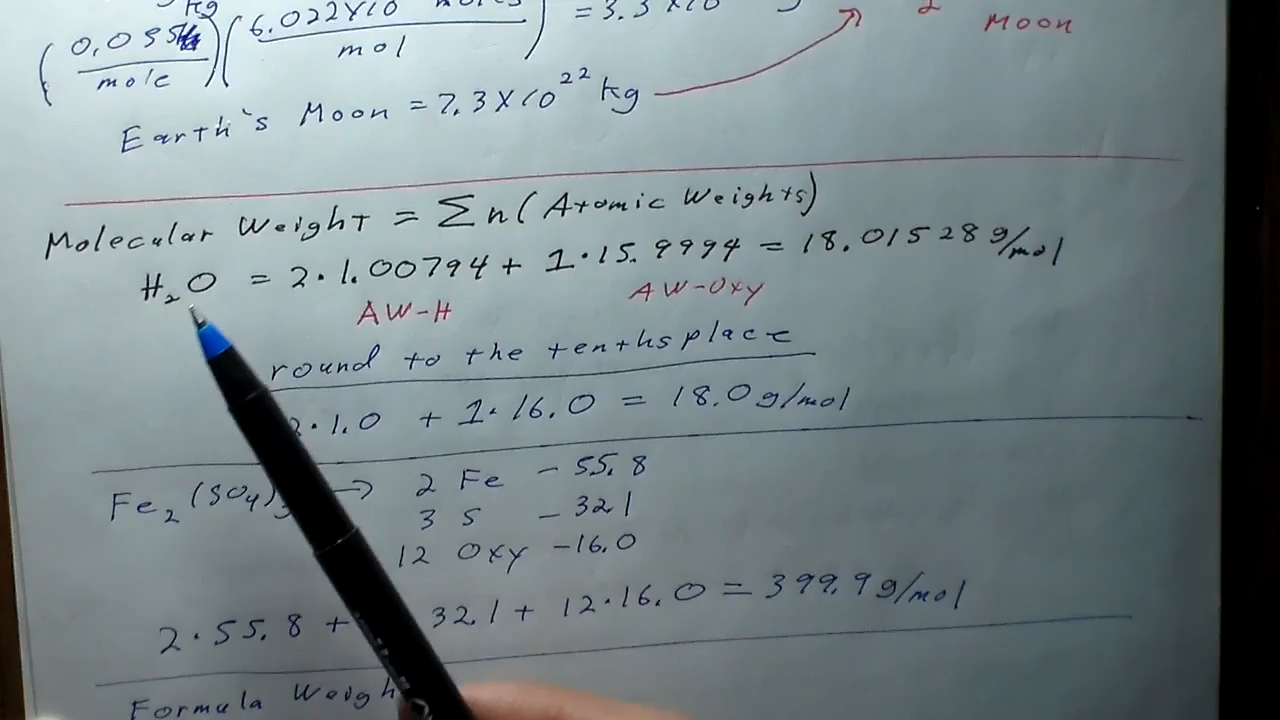 kg
(0.055 / mole)(6.022×10 / mol) = 3.3×10
2 Moon
Earth's Moon = 7.3×10²² kg
Molecular Weight = Σn(Atomic Weights)
H₂O = 2·1.00794 + 1·15.9994 = 18.01528 g/mol
AW-H AW-Oxy
round to the tenths place
2·1.0 + 1·16.0 = 18.0 g/mol
Fe₂(SO₄)₃ → 2 Fe - 55.8
3 S - 32.1
12 Oxy - 16.0
2·55.8 + 32.1 + 12·16.0 = 399.9 g/mol
Formula Weigh